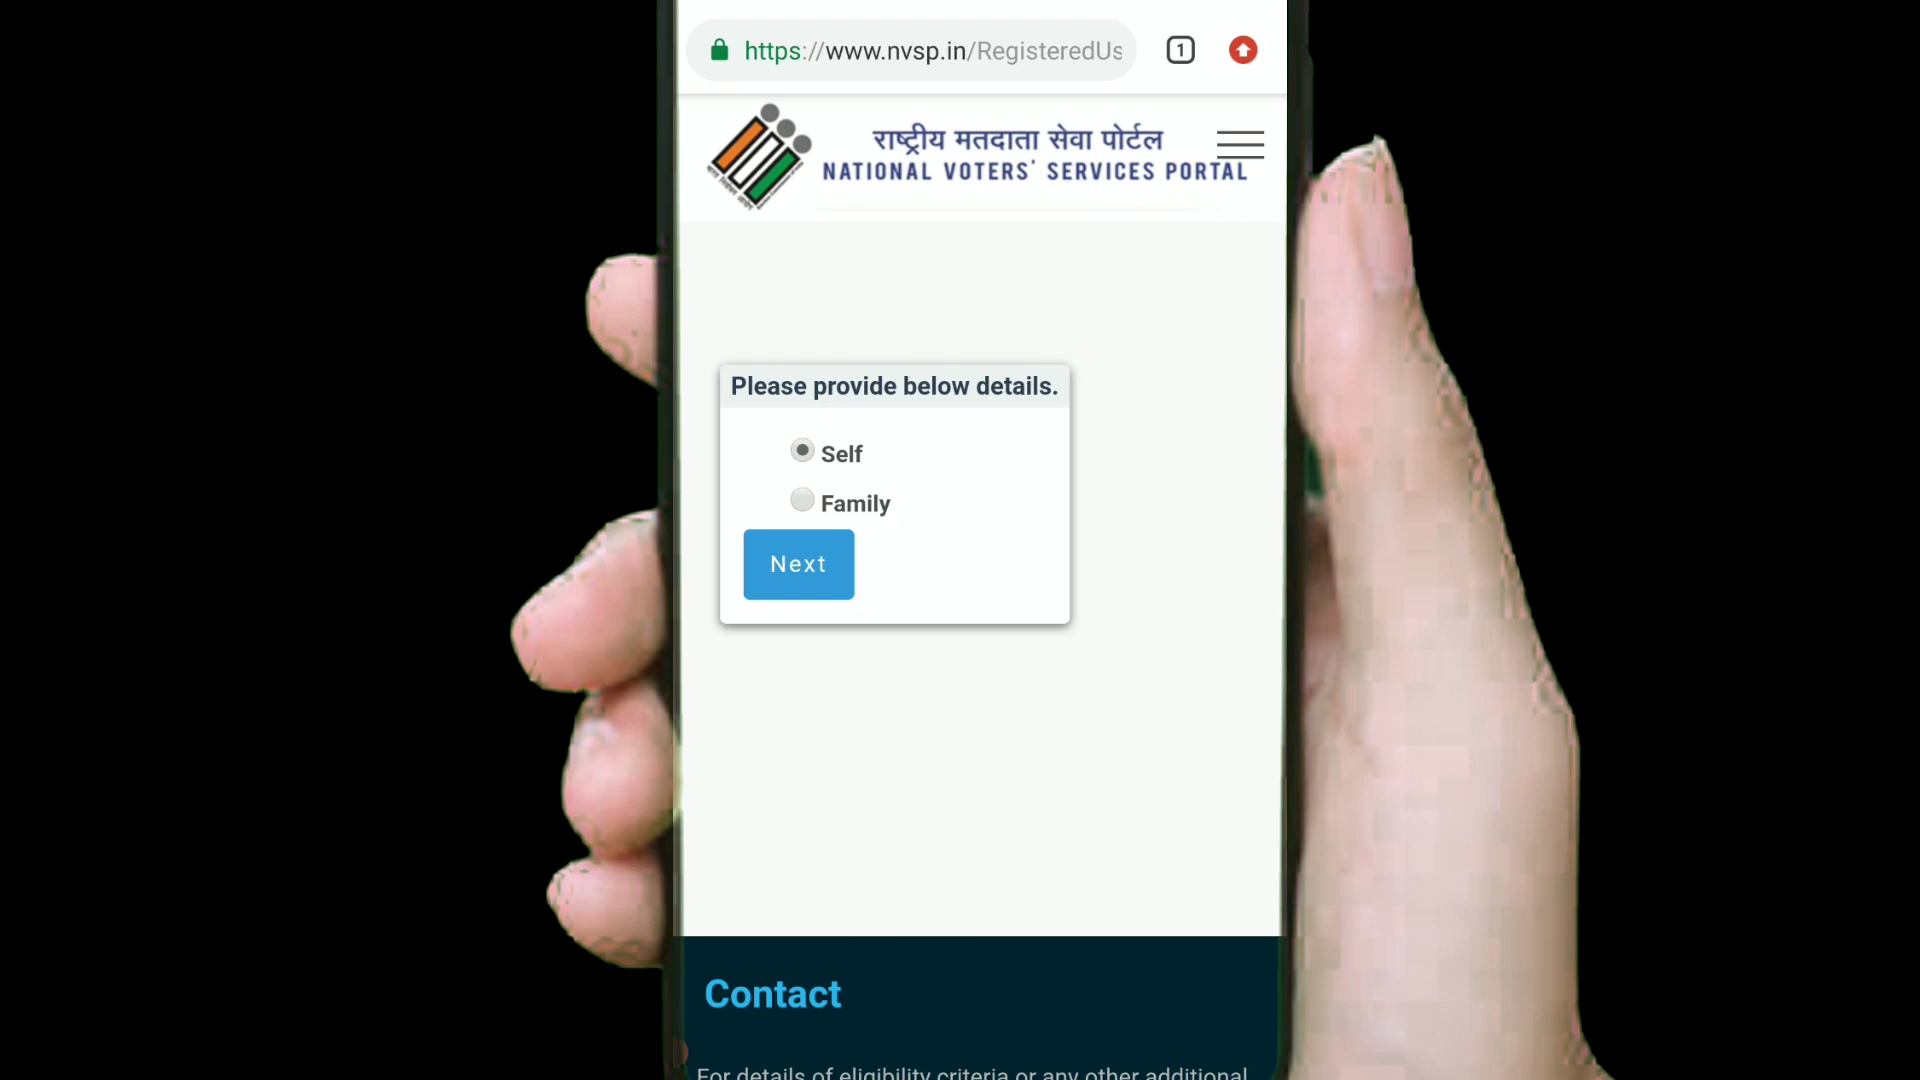 https://www.nvsp.in/RegisteredUs
1
राष्ट्रीय मतदाता सेवा पोर्टल
NATIONAL VOTERS' SERVICES PORTAL
Please provide below details.
Self
Family
Next
Contact
For details of eligibility criteria or any other additional